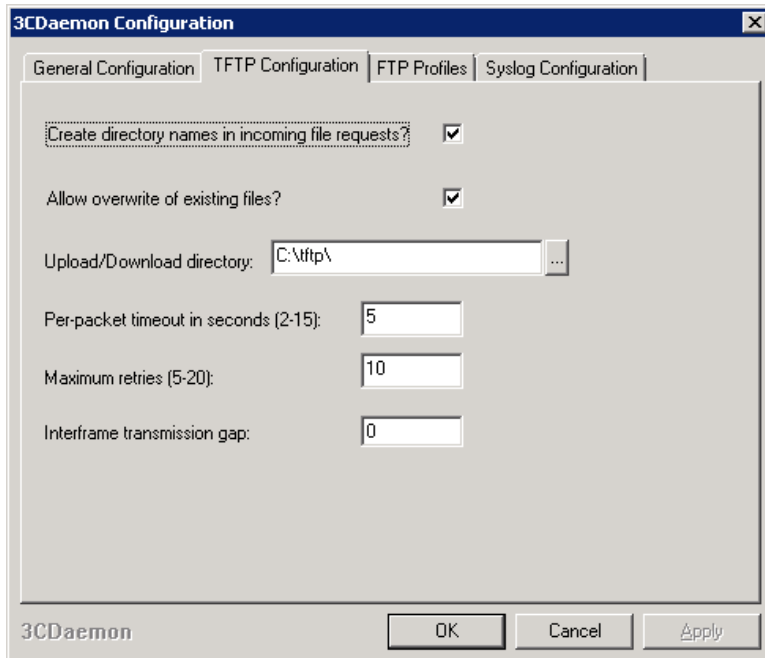 3CDaemon Configuration
General Configuration TFTP Configuration FTP Profiles Syslog Configuration
Create directory names in incoming file requests?
Allow overwrite of existing files?
Upload/Download directory: C:\tftp\ ...
Per-packet timeout in seconds (2-15): 5
Maximum retries (5-20): 10
Interframe transmission gap: 0
3CDaemon OK Cancel Apply